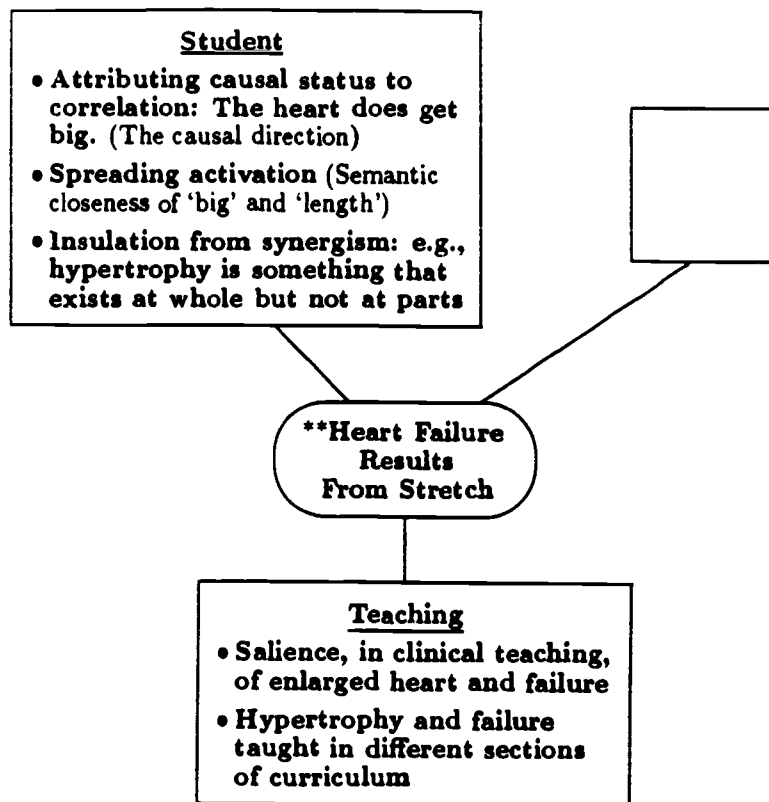 Student
• Attributing causal status to
correlation: The heart does get
big. (The causal direction)
• Spreading activation (Semantic
closeness of 'big' and 'length')
• Insulation from synergism: e.g.,
hypertrophy is something that
exists at whole but not at parts
**Heart Failure
Results
From Stretch
Teaching
• Salience, in clinical teaching,
of enlarged heart and failure
• Hypertrophy and failure
taught in different sections
of curriculum